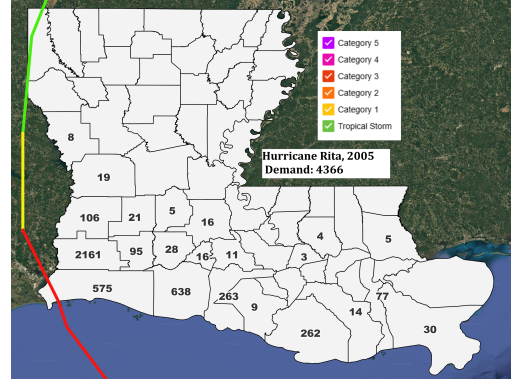 Category 5
Category 4
Category 3
Category 2
Category 1
Tropical Storm
Hurricane Rita, 2005
Demand: 4366
8
19
106 21 5 16
4 5
2161 95 28 16 11 3
575 638 263 9 262 14 77 30